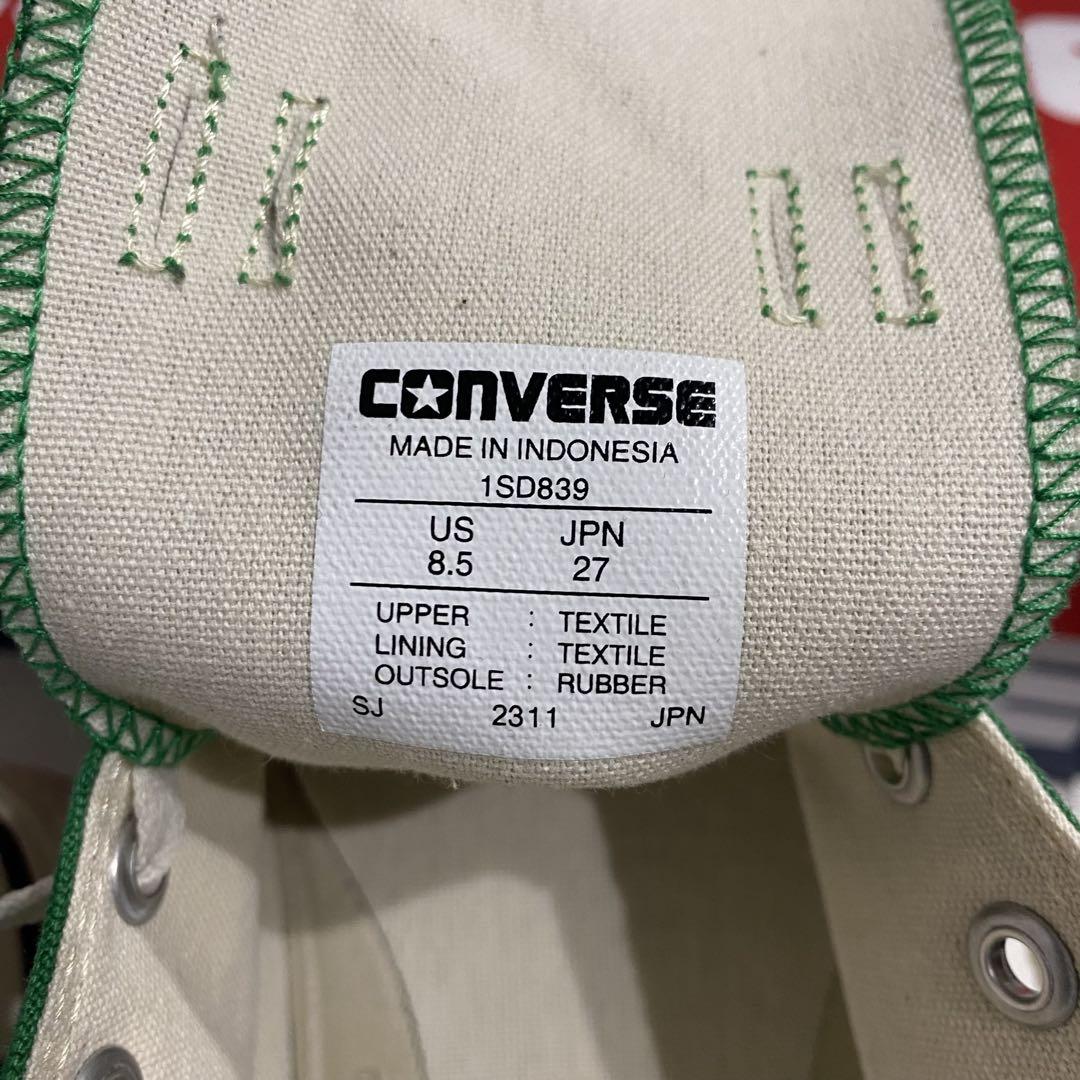 CONVERSE
MADE IN INDONESIA
1SD839
US JPN
8.5 27
UPPER : TEXTILE
LINING : TEXTILE
OUTSOLE : RUBBER
SJ 2311 JPN